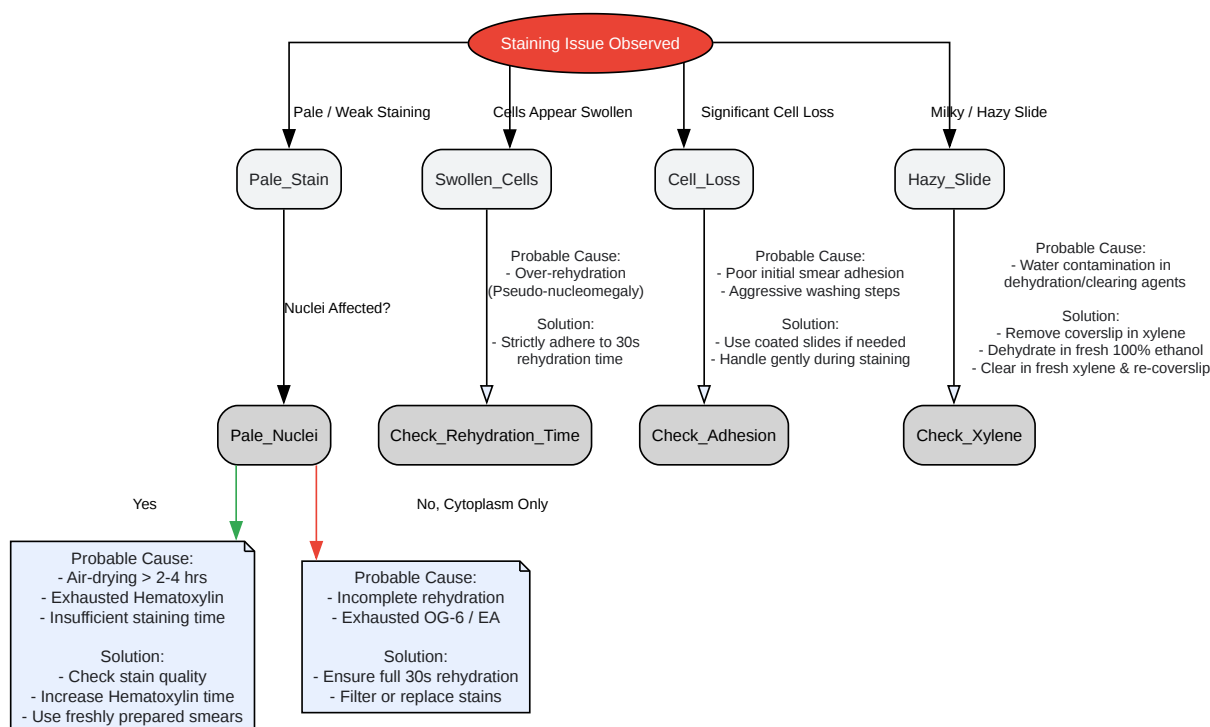 Staining Issue Observed
Pale / Weak Staining
Cells Appear Swollen
Significant Cell Loss
Milky / Hazy Slide
Pale_Stain
Swollen_Cells
Cell_Loss
Hazy_Slide
Nuclei Affected?
Probable Cause:
- Over-rehydration
(Pseudo-nucleomegaly)
Solution:
- Strictly adhere to 30s
rehydration time
Probable Cause:
- Poor initial smear adhesion
- Aggressive washing steps
Solution:
- Use coated slides if needed
- Handle gently during staining
Probable Cause:
- Water contamination in
dehydration/clearing agents
Solution:
- Remove coverslip in xylene
- Dehydrate in fresh 100% ethanol
- Clear in fresh xylene & re-coverslip
Pale_Nuclei
Check_Rehydration_Time
Check_Adhesion
Check_Xylene
Yes
No, Cytoplasm Only
Probable Cause:
- Air-drying > 2-4 hrs
- Exhausted Hematoxylin
- Insufficient staining time
Solution:
- Check stain quality
- Increase Hematoxylin time
- Use freshly prepared smears
Probable Cause:
- Incomplete rehydration
- Exhausted OG-6 / EA
Solution:
- Ensure full 30s rehydration
- Filter or replace stains